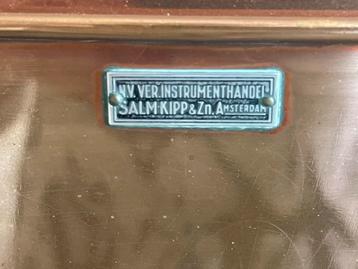 N.V. VER. INSTRUMENTHANDEL
SALM.KIPP & Zn, AMSTERDAM